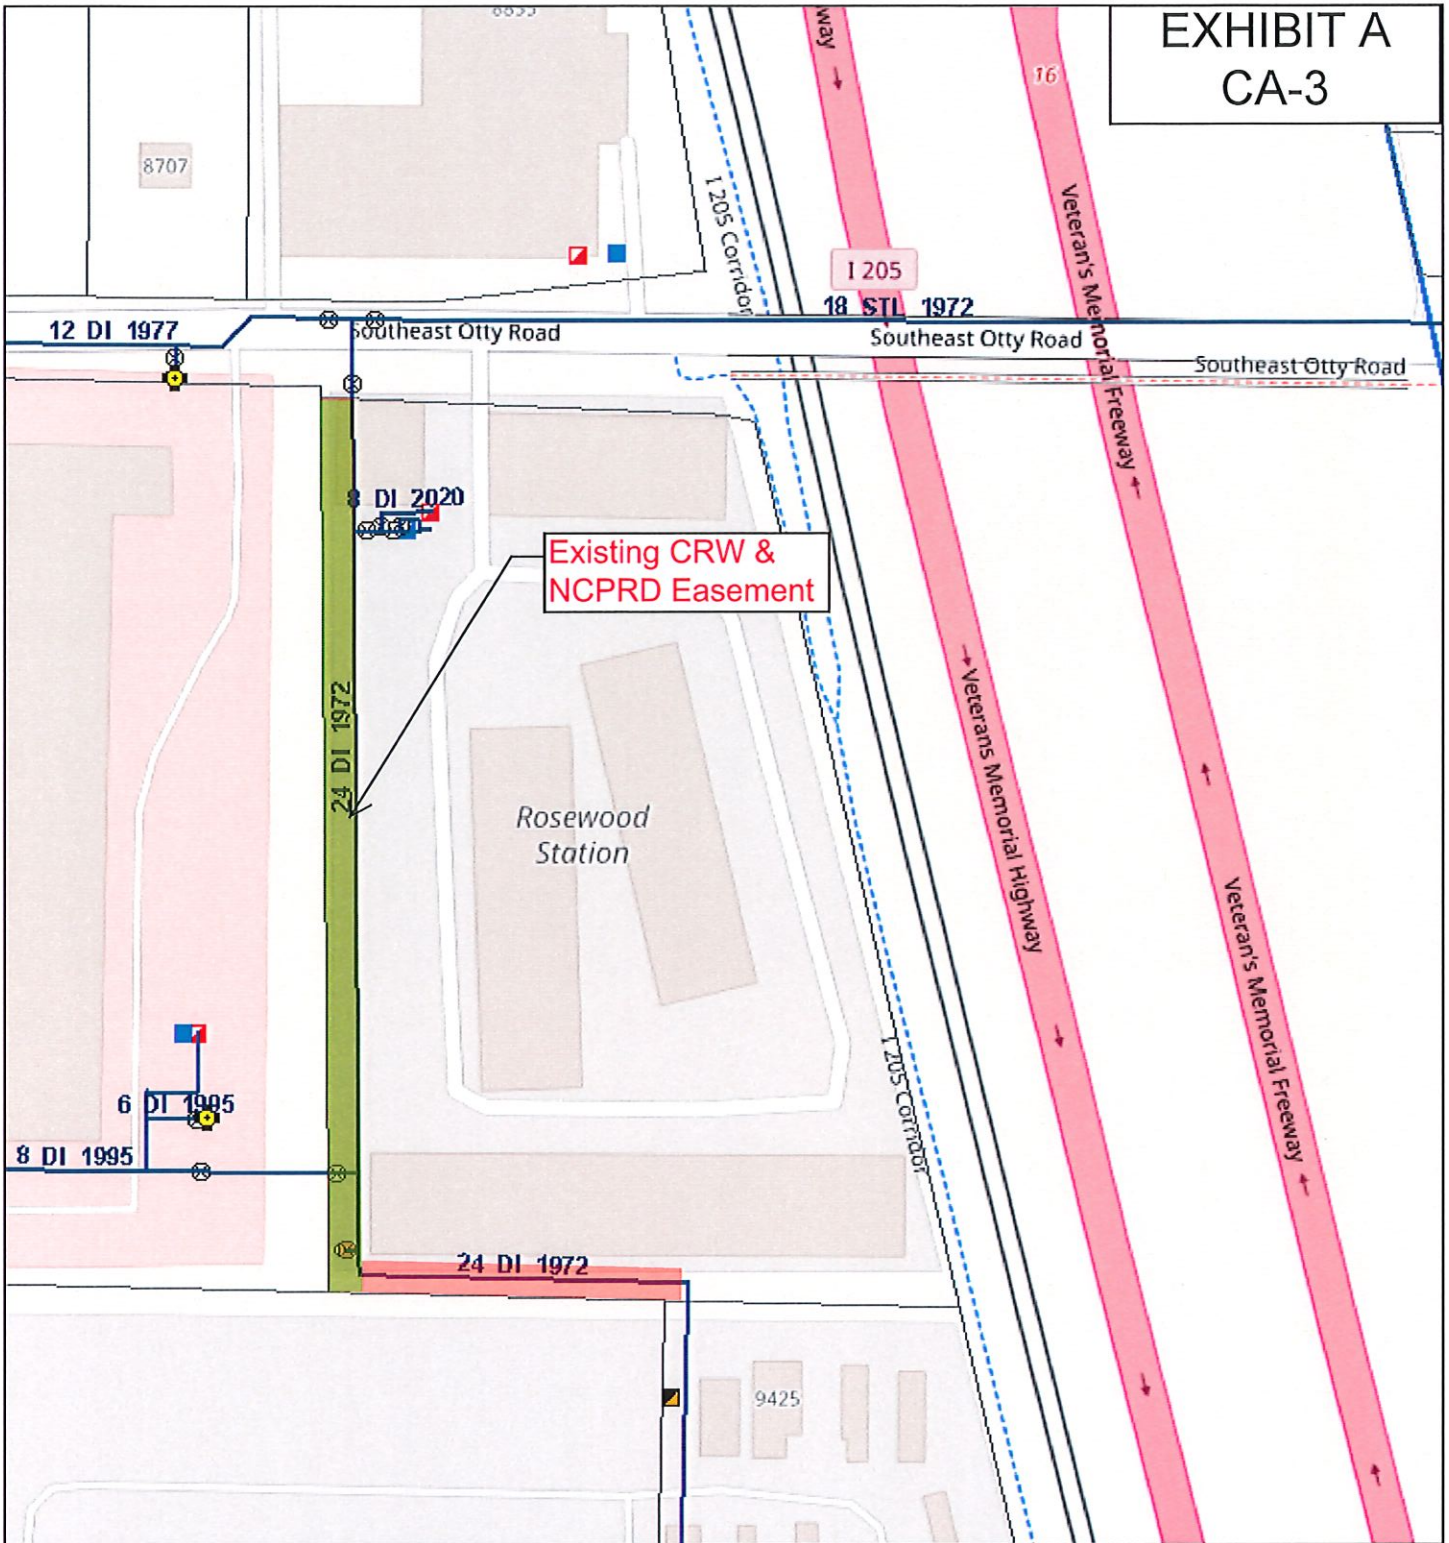 8855
way
EXHIBIT A
CA-3
16
8707
I 205 Corridor
Veteran's Memorial Freeway
I 205
18 STL 1972
12 DI 1977
Southeast Otty Road
Southeast Otty Road
Southeast Otty Road
8 DI 2020
Existing CRW &
NCPRD Easement
24 DI 1972
Veterans Memorial Highway
Rosewood
Station
Veteran's Memorial Freeway
I 205 Corridor
6 DI 1995
8 DI 1995
24 DI 1972
9425